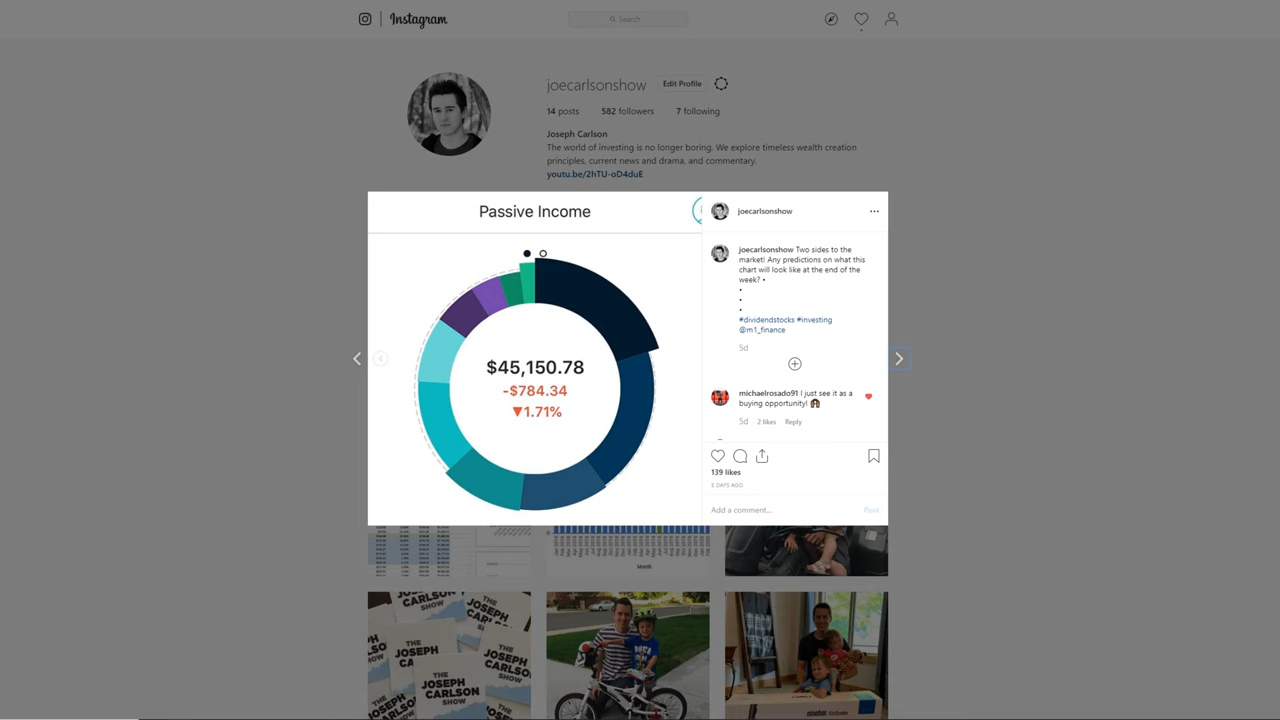 Instagram
Search
joecarlsonshow
Edit Profile
14 posts 582 followers 7 following
Joseph Carlson
The world of investing is no longer boring. We explore timeless wealth creation
principles, current news and drama, and commentary.
youtu.be/2hTU-oD4duE
Passive Income
$45,150.78
-$784.34
▼1.71%
joecarlsonshow
joecarlsonshow Two sides to the
market! Any predictions on what this
chart will look like at the end of the
week? •
•
•
•
#dividendstocks #investing
@m1_finance
5d
michaelrosado91 I just see it as a
buying opportunity!
5d 2 likes Reply
139 likes
5 DAYS AGO
Add a comment... Post
Month
THE
JOSEPH
CARLSON
SHOW
THE
JOSEPH
CARLSON
SHOW